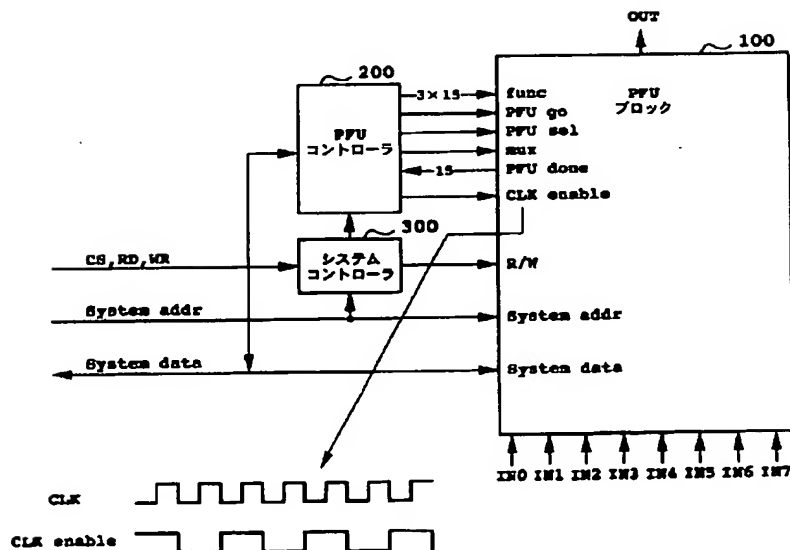 OUT
100
200
PFU
コントローラ
3×15
15
func
PFU go
PFU sel
mux
PFU done
CLK enable
PFU
ブロック
300
システム
コントローラ
CS,RD,WR
R/W
System addr
System addr
System data
System data
IN0 IN1 IN2 IN3 IN4 IN5 IN6 IN7
CLK
CLK enable